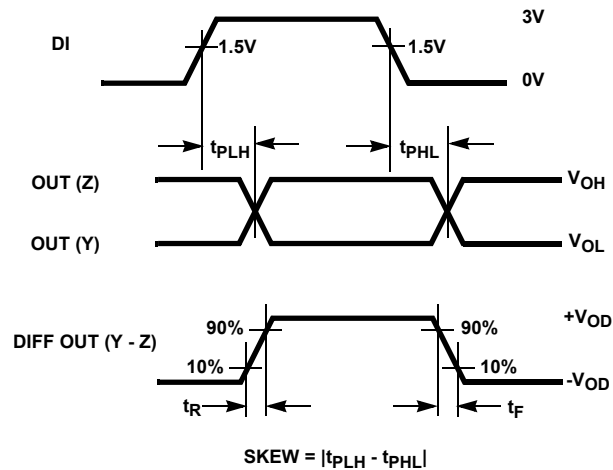 3V
DI
1.5V
1.5V
0V
tPLH
tPHL
OUT (Z)
VOH
OUT (Y)
VOL
+VOD
90%
90%
DIFF OUT (Y - Z)
10%
10%
-VOD
tR
tF
SKEW = |tPLH - tPHL|